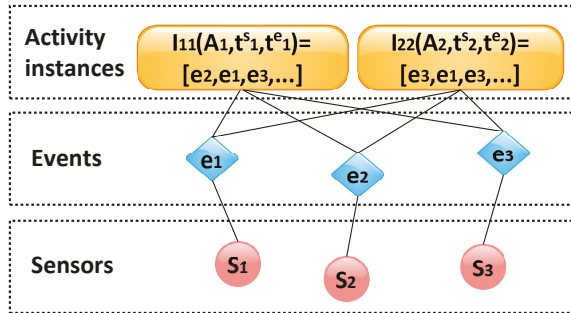 Activity instances
I11(A1,tˢ1,tᵉ1)=
[e2,e1,e3,...]
I22(A2,tˢ2,tᵉ2)=
[e3,e1,e3,...]
Events
e1
e2
e3
Sensors
S1
S2
S3